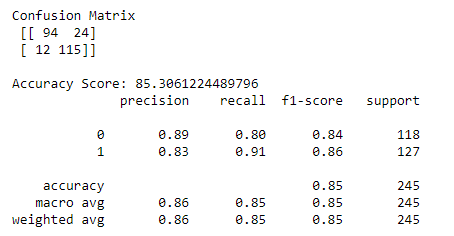 Confusion Matrix
[[ 94 24]
[ 12 115]]
Accuracy Score: 85.3061224489796
precision recall f1-score support
0 0.89 0.80 0.84 118
1 0.83 0.91 0.86 127
accuracy 0.85 245
macro avg 0.86 0.85 0.85 245
weighted avg 0.86 0.85 0.85 245